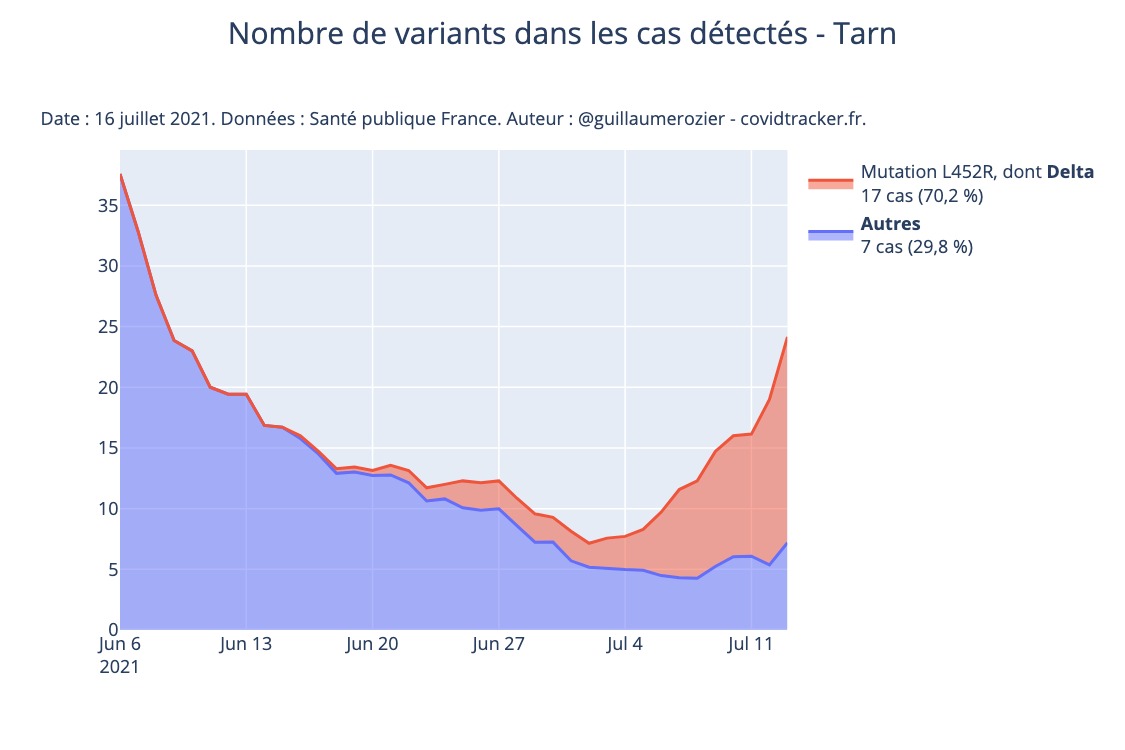 Nombre de variants dans les cas détectés - Tarn
Date : 16 juillet 2021. Données : Santé publique France. Auteur : @guillaumerozier - covidtracker.fr.
Mutation L452R, dont Delta
17 cas (70,2 %)
Autres
7 cas (29,8 %)
35
30
25
20
15
10
5
0
Jun 6 Jun 13 Jun 20 Jun 27 Jul 4 Jul 11
2021